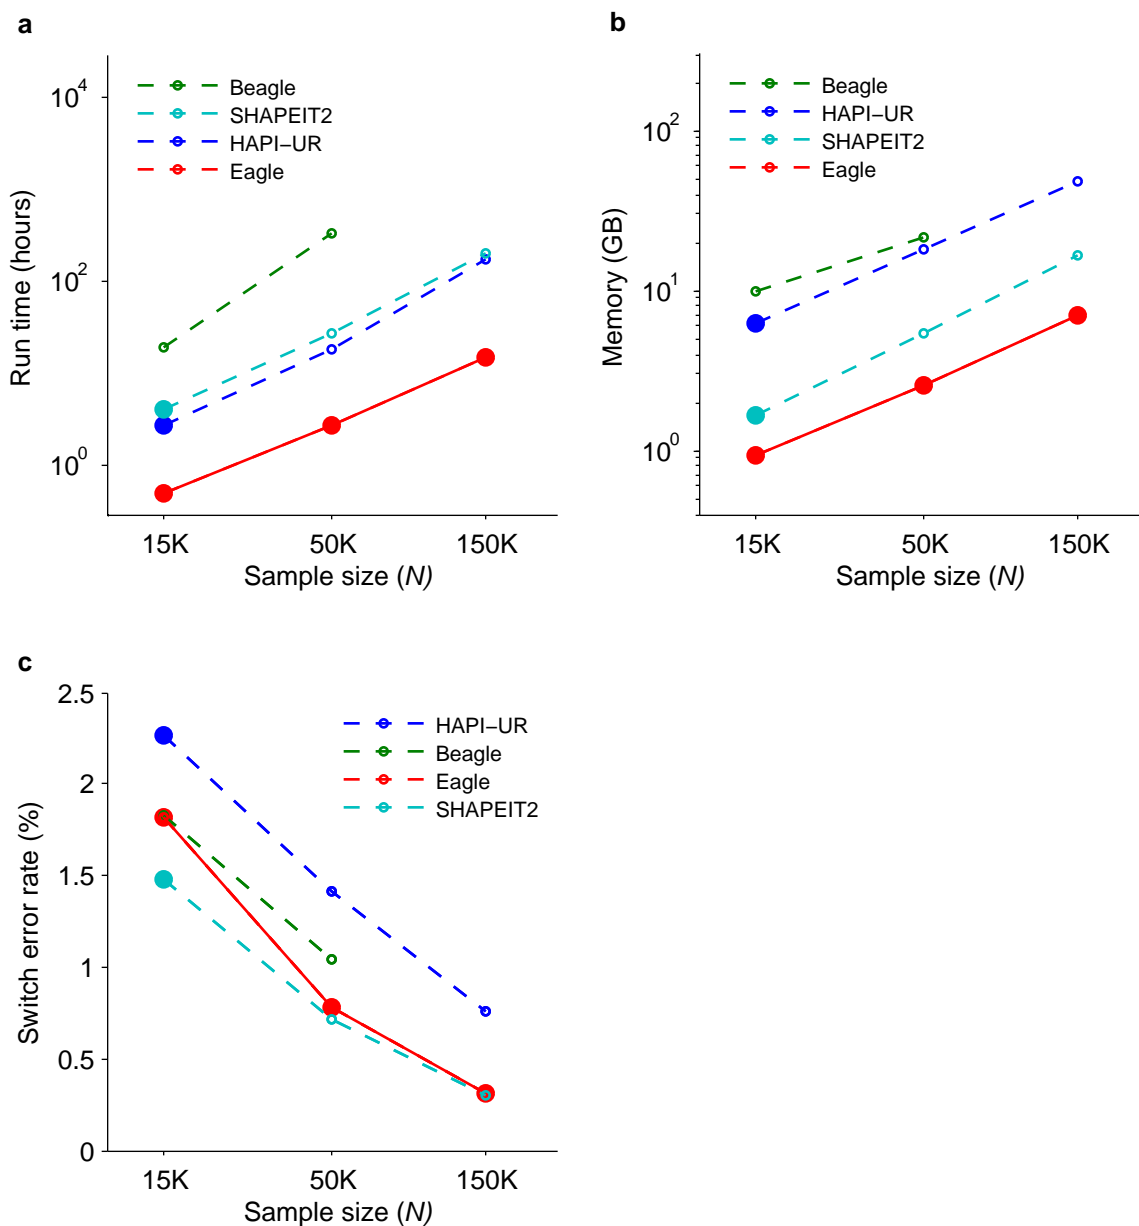 a
10^4
10^2
10^0
Run time (hours)
Beagle
SHAPEIT2
HAPI−UR
Eagle
15K
50K
150K
Sample size (N)
b
10^2
10^1
10^0
Memory (GB)
Beagle
HAPI−UR
SHAPEIT2
Eagle
15K
50K
150K
Sample size (N)
c
2.5
2
1.5
1
0.5
0
Switch error rate (%)
HAPI−UR
Beagle
Eagle
SHAPEIT2
15K
50K
150K
Sample size (N)